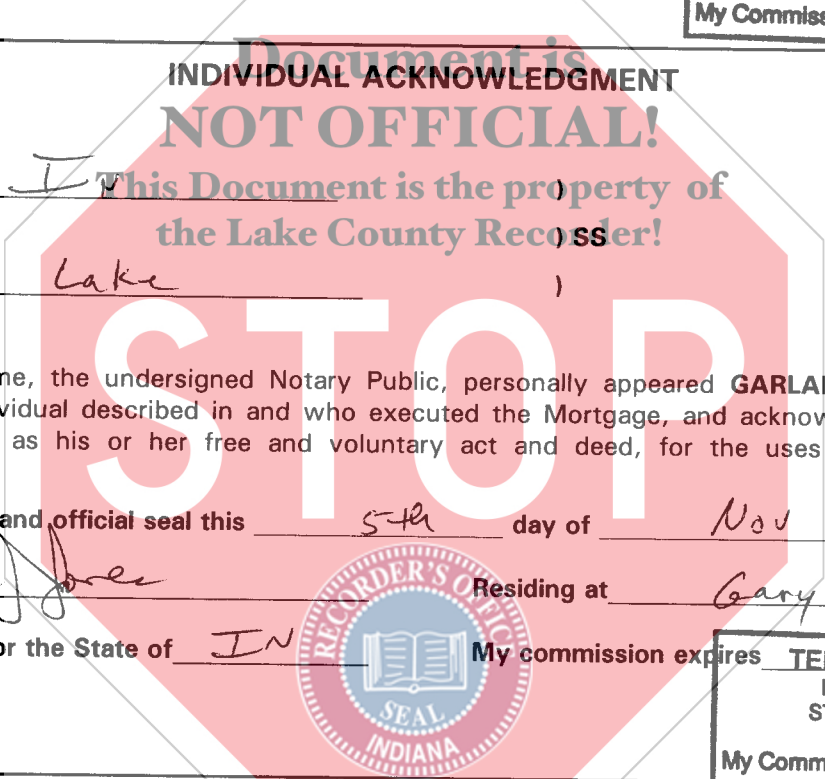 My Commiss
Document is
INDIVIDUAL ACKNOWLEDGMENT
NOT OFFICIAL!
IN )
This Document is the property of
the Lake County Recorder!
) SS
Lake )
STOP
me, the undersigned Notary Public, personally appeared GARLA
vidual described in and who executed the Mortgage, and acknow
as his or her free and voluntary act and deed, for the uses
and official seal this 5th day of Nov
Residing at Gary
or the State of IN My commission expires TE
RECORDER'S OFFIC
SEAL
INDIANA
My Comm